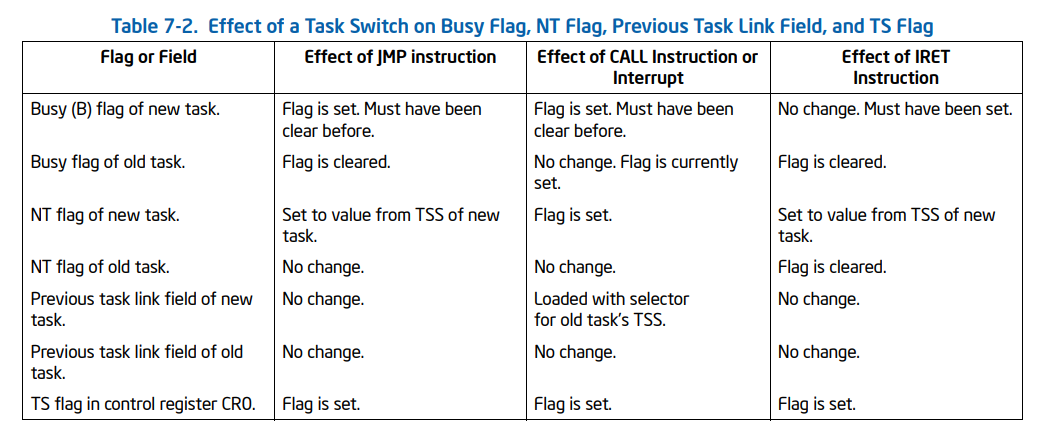 Table 7-2. Effect of a Task Switch on Busy Flag, NT Flag, Previous Task Link Field, and TS Flag
Flag or Field
Effect of JMP instruction
Effect of CALL Instruction or
Interrupt
Effect of IRET
Instruction
Busy (B) flag of new task.
Flag is set. Must have been
clear before.
Flag is set. Must have been
clear before.
No change. Must have been set.
Busy flag of old task.
Flag is cleared.
No change. Flag is currently
set.
Flag is cleared.
NT flag of new task.
Set to value from TSS of new
task.
Flag is set.
Set to value from TSS of new
task.
NT flag of old task.
No change.
No change.
Flag is cleared.
Previous task link field of new
task.
No change.
Loaded with selector
for old task's TSS.
No change.
Previous task link field of old
task.
No change.
No change.
No change.
TS flag in control register CR0.
Flag is set.
Flag is set.
Flag is set.